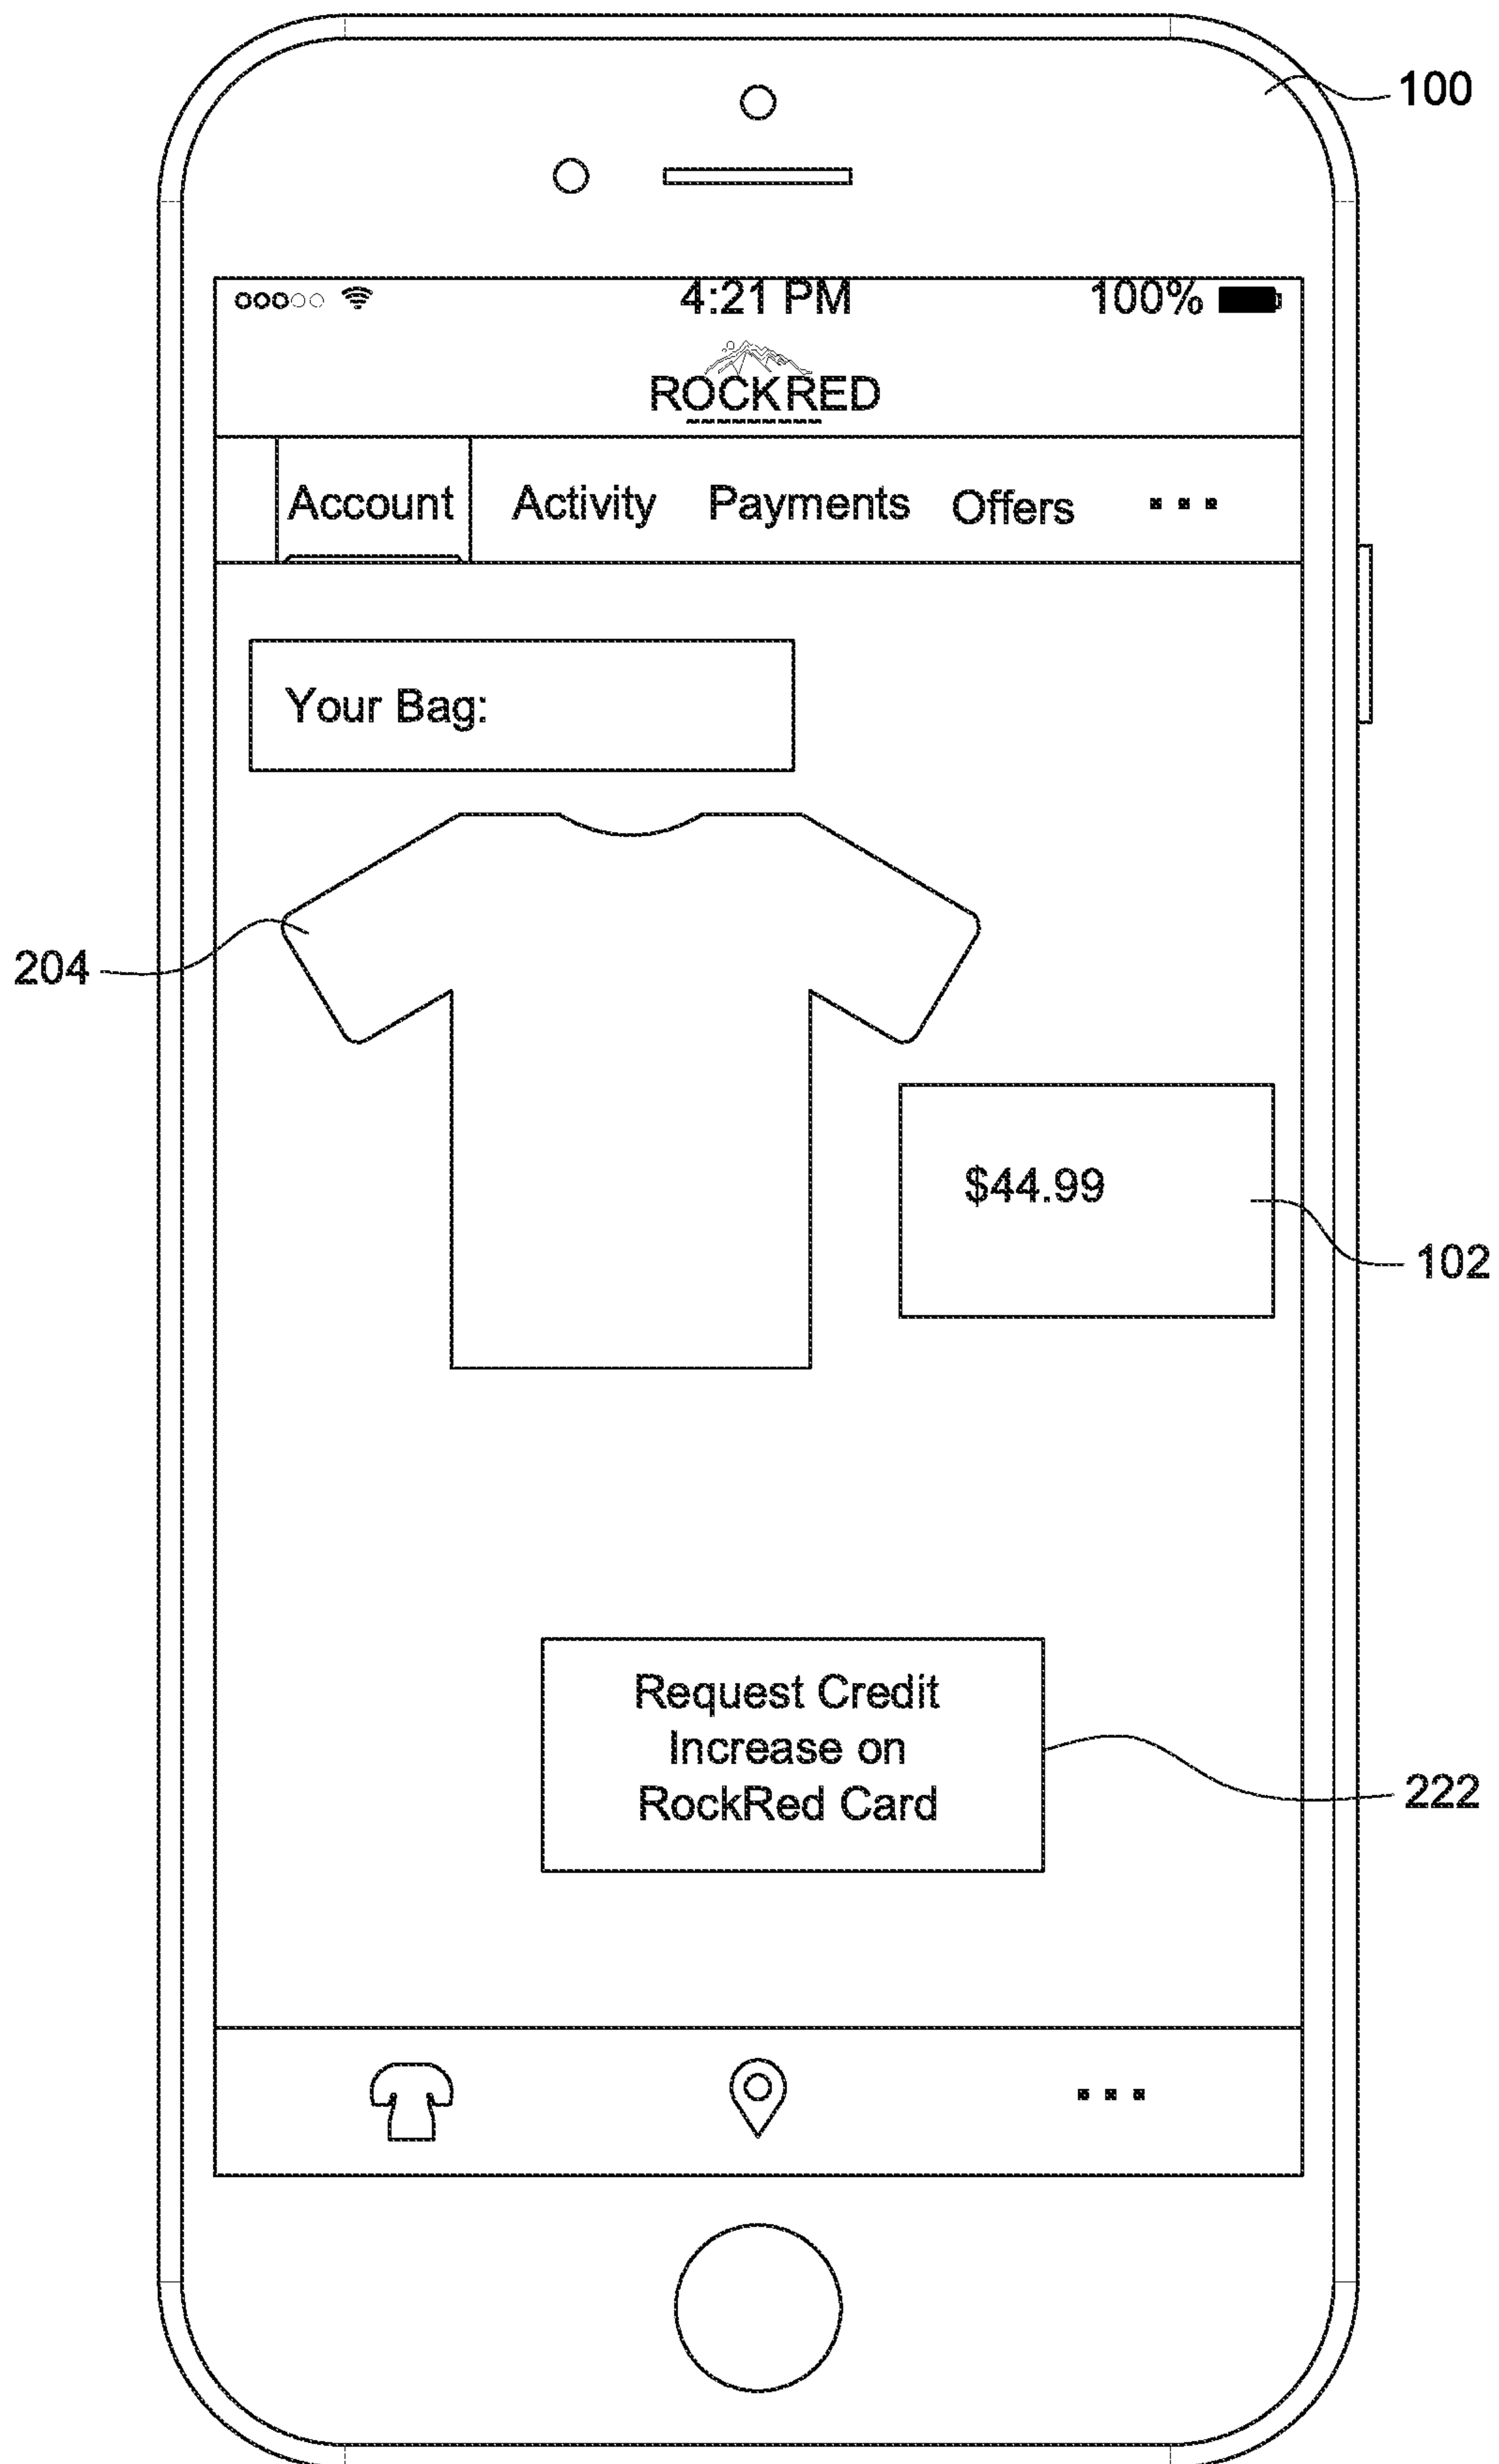 100
4:21 PM 100%
ROCKRED
Account Activity Payments Offers ...
Your Bag:
204
$44.99
102
Request Credit
Increase on
RockRed Card
222
...